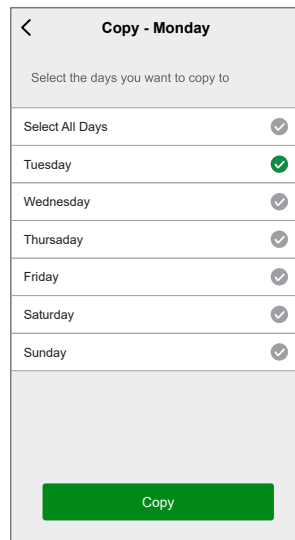 Copy - Monday
Select the days you want to copy to
Select All Days
Tuesday
Wednesday
Thursaday
Friday
Saturday
Sunday
Copy